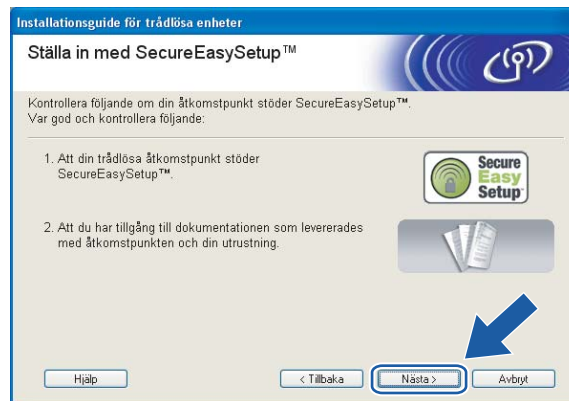 Installationsguide för trådlösa enheter
Ställa in med SecureEasySetup™
Kontrollera följande om din åtkomstpunkt stöder SecureEasySetup™.
Var god och kontrollera följande:
1. Att din trådlösa åtkomstpunkt stöder
SecureEasySetup™.
Secure
Easy
Setup
2. Att du har tillgång till dokumentationen som levererades
med åtkomstpunkten och din utrustning.
Hjälp
< Tillbaka
Nästa >
Avbryt